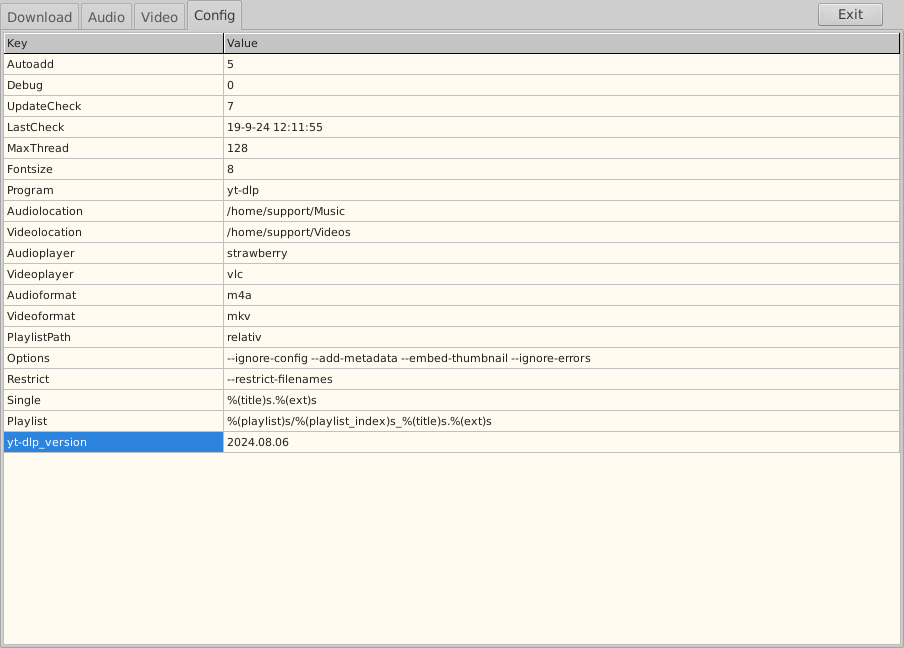 Download Audio Video Config Exit
Key Value
Autoadd 5
Debug 0
UpdateCheck 7
LastCheck 19-9-24 12:11:55
MaxThread 128
Fontsize 8
Program yt-dlp
Audiolocation /home/support/Music
Videolocation /home/support/Videos
Audioplayer strawberry
Videoplayer vlc
Audioformat m4a
Videoformat mkv
PlaylistPath relativ
Options --ignore-config --add-metadata --embed-thumbnail --ignore-errors
Restrict --restrict-filenames
Single %(title)s.%(ext)s
Playlist %(playlist)s/%(playlist_index)s_%(title)s.%(ext)s
yt-dlp_version 2024.08.06